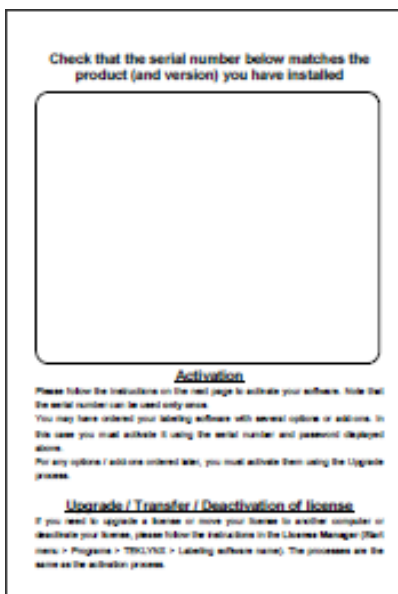 Check that the serial number below matches the
product (and version) you have installed
Activation
Please follow the instructions on the next page to activate your software. Note that
the serial number can be used only once.
You may have ordered your labeling software with several options or add-ons. In
this case you must activate it using the serial number and password displayed
above.
For any options / add-ons ordered later, you must activate them using the Upgrade
process.
Upgrade / Transfer / Deactivation of license
If you need to upgrade a license or move your license to another computer or
deactivate your license, please follow the instructions in the License Manager (Start
menu > Programs > TEKLYNX > Labeling software name). The processes are the
same as the activation process.